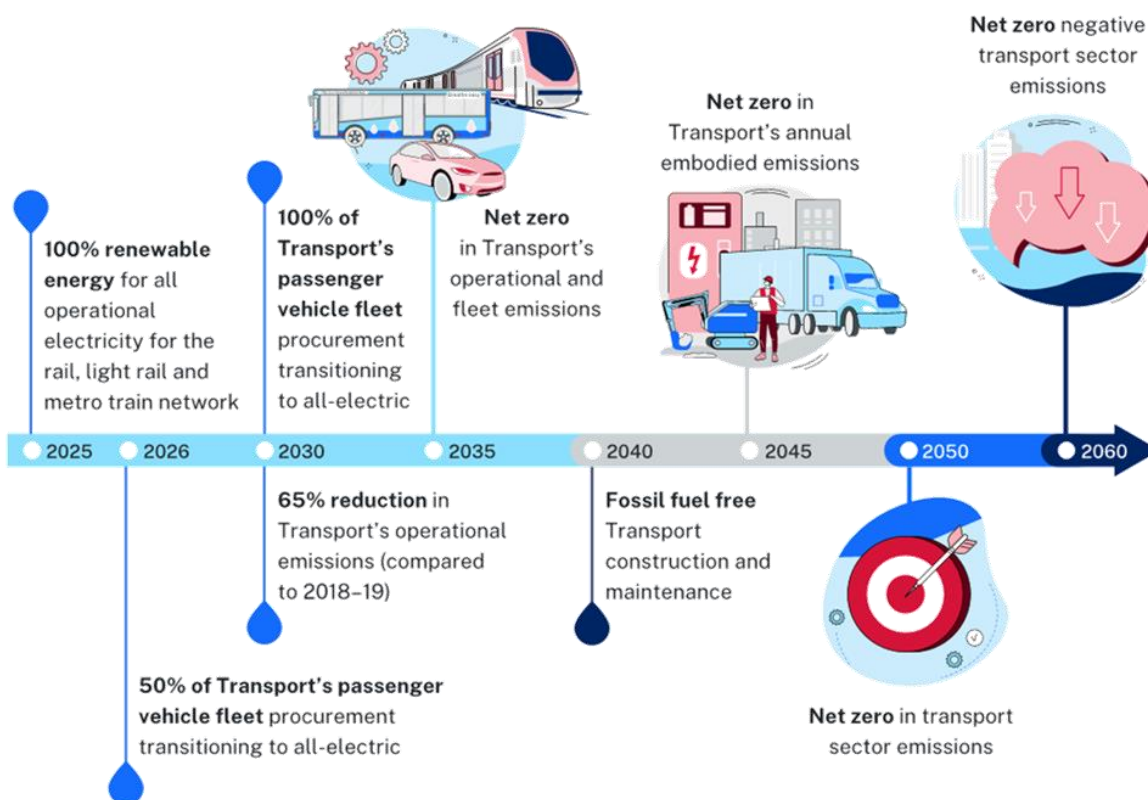 Net zero negative
transport sector
emissions
Net zero in
Transport's annual
embodied emissions
100% renewable
energy for all
operational
electricity for the
rail, light rail and
metro train network
100% of
Transport's
passenger
vehicle fleet
procurement
transitioning
to all-electric
Net zero
in Transport's
operational and
fleet emissions
2025
2026
2030
2035
2040
2045
2050
2060
65% reduction in
Transport's operational
emissions (compared
to 2018–19)
Fossil fuel free
Transport
construction and
maintenance
50% of Transport's passenger
vehicle fleet procurement
transitioning to all-electric
Net zero in transport
sector emissions